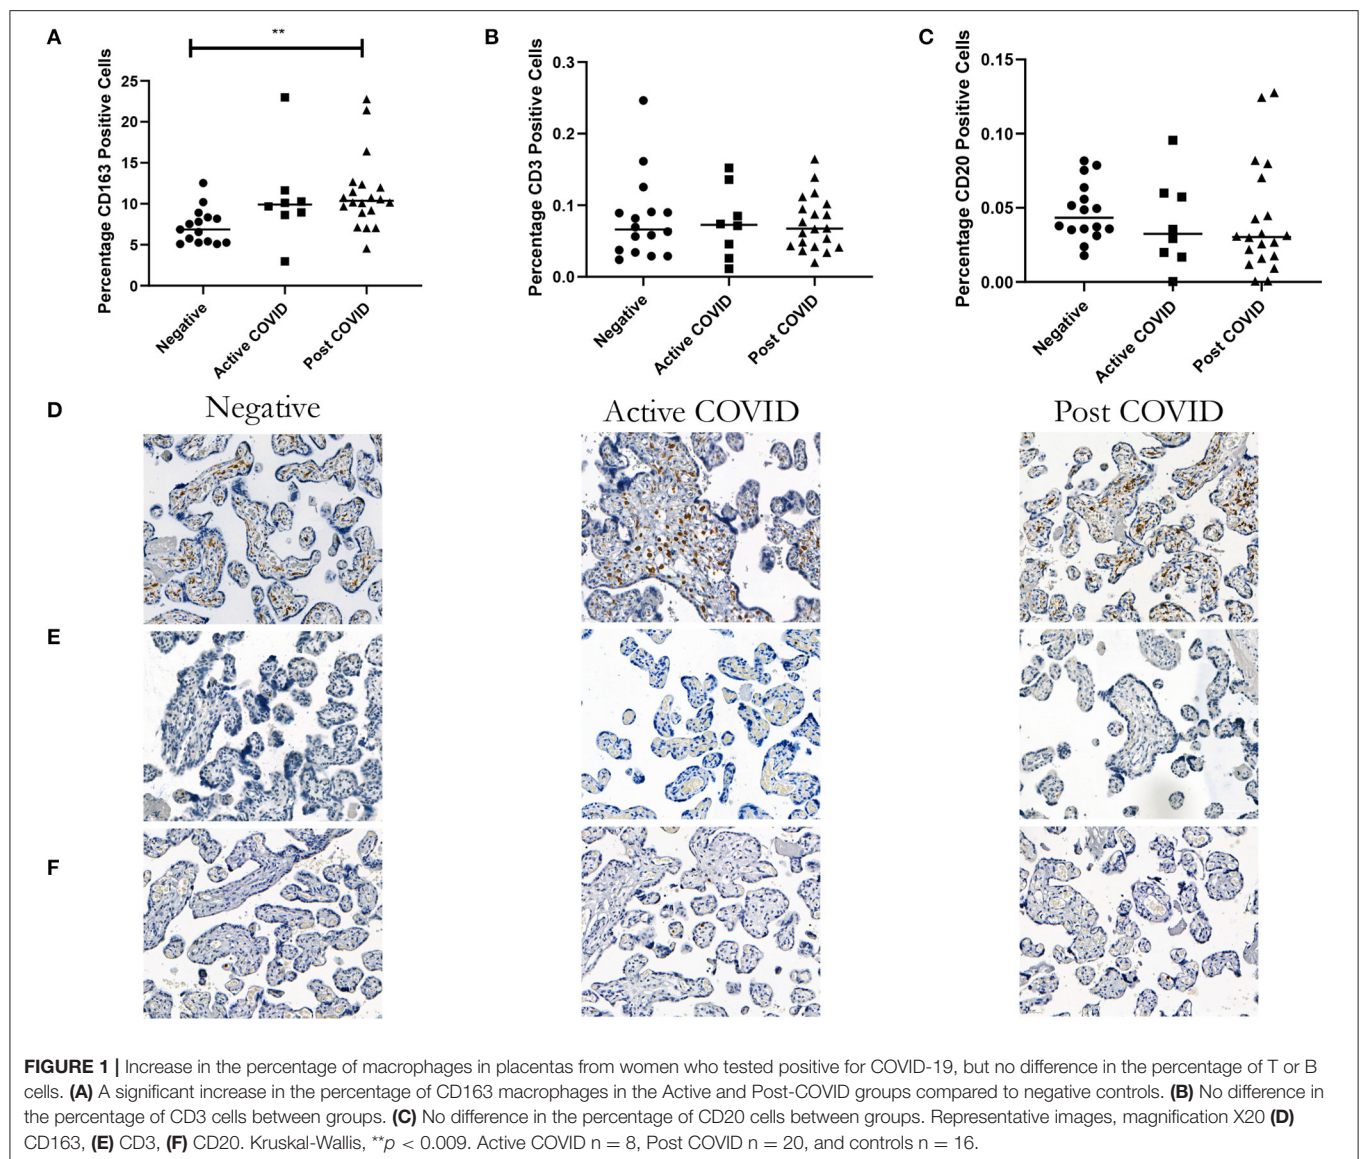 A
**
Percentage CD163 Positive Cells
25
20
15
10
5
0
Negative
Active COVID
Post COVID
B
Percentage CD3 Positive Cells
0.3
0.2
0.1
0.0
Negative
Active COVID
Post COVID
C
Percentage CD20 Positive Cells
0.15
0.10
0.05
0.00
Negative
Active COVID
Post COVID
D
Negative
Active COVID
Post COVID
E
F
FIGURE 1 | Increase in the percentage of macrophages in placentas from women who tested positive for COVID-19, but no difference in the percentage of T or B
cells. (A) A significant increase in the percentage of CD163 macrophages in the Active and Post-COVID groups compared to negative controls. (B) No difference in
the percentage of CD3 cells between groups. (C) No difference in the percentage of CD20 cells between groups. Representative images, magnification X20 (D)
CD163, (E) CD3, (F) CD20. Kruskal-Wallis, **p < 0.009. Active COVID n = 8, Post COVID n = 20, and controls n = 16.